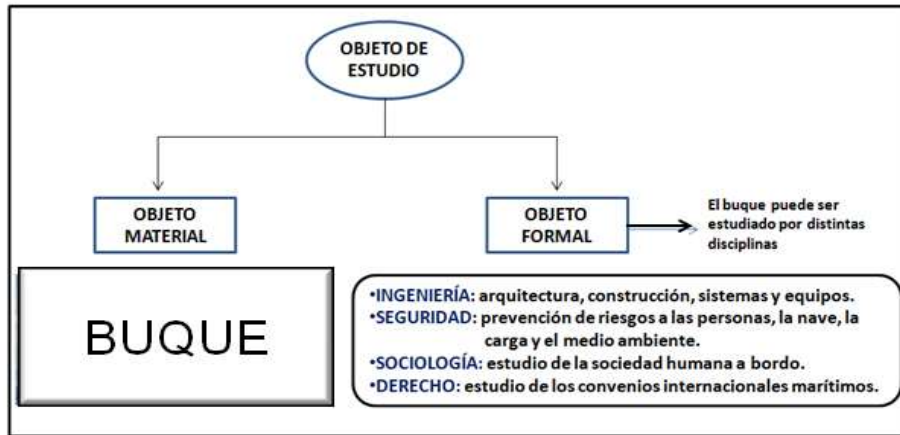 OBJETO DE
ESTUDIO
OBJETO
MATERIAL
OBJETO
FORMAL
El buque puede ser
estudiado por distintas
disciplinas
BUQUE
•INGENIERÍA: arquitectura, construcción, sistemas y equipos.
•SEGURIDAD: prevención de riesgos a las personas, la nave, la
carga y el medio ambiente.
•SOCIOLOGÍA: estudio de la sociedad humana a bordo.
•DERECHO: estudio de los convenios internacionales marítimos.